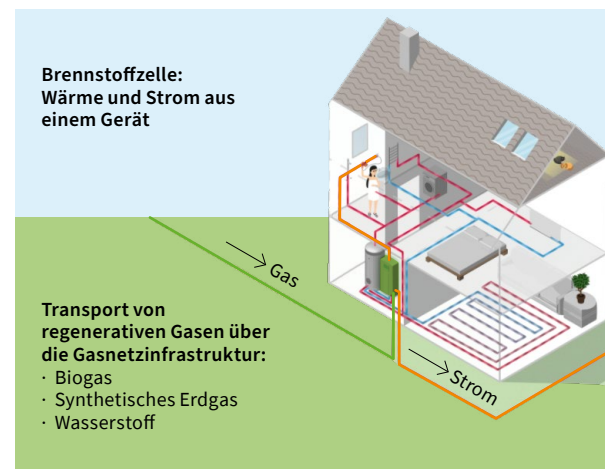 Brennstoffzelle:
Wärme und Strom aus
einem Gerät
Gas
Transport von
regenerativen Gasen über
die Gasnetzinfrastruktur:
· Biogas
· Synthetisches Erdgas
· Wasserstoff
Strom